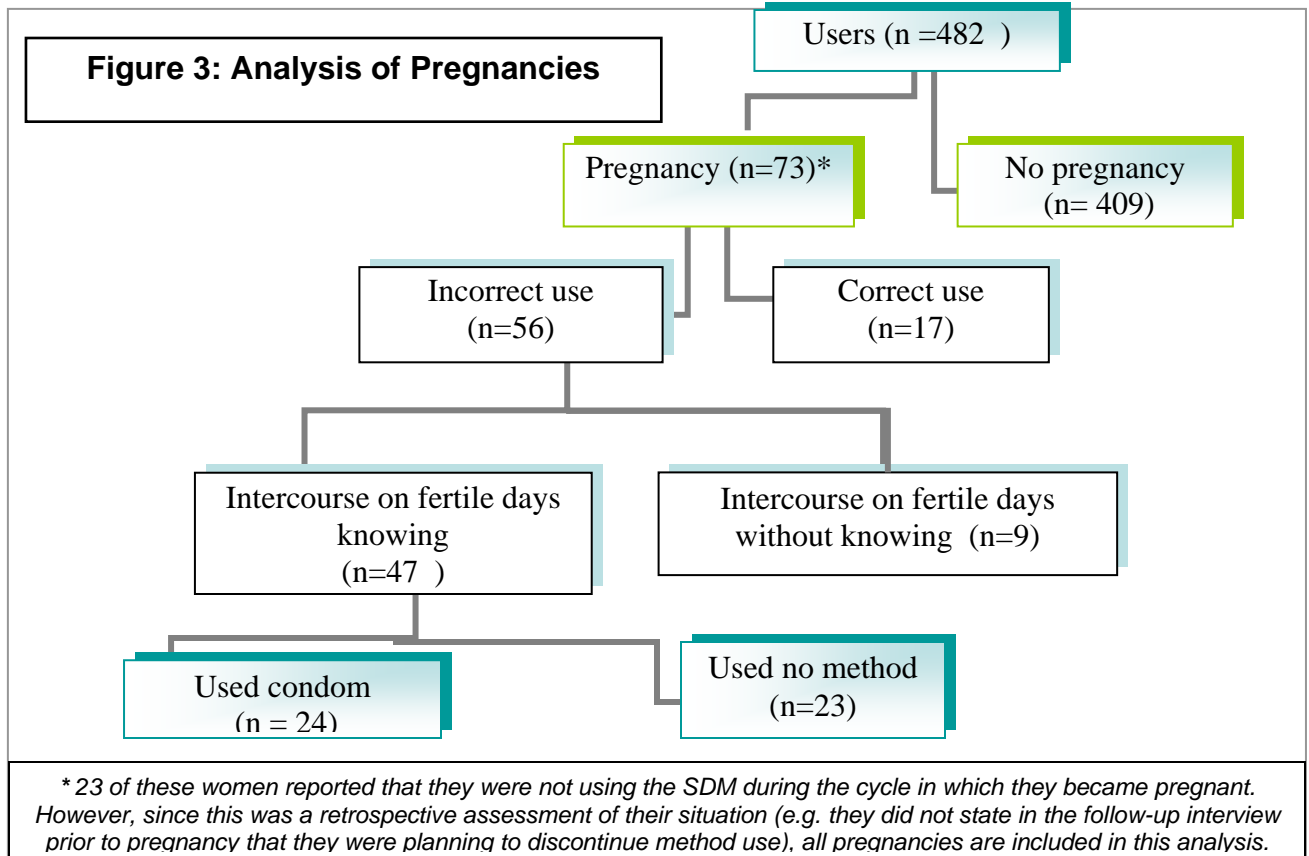 Figure 3: Analysis of Pregnancies
Users (n =482 )
Pregnancy (n=73)*
No pregnancy
(n= 409)
Incorrect use
(n=56)
Correct use
(n=17)
Intercourse on fertile days
knowing
(n=47 )
Intercourse on fertile days
without knowing (n=9)
Used condom
(n = 24)
Used no method
(n=23)
* 23 of these women reported that they were not using the SDM during the cycle in which they became pregnant.
However, since this was a retrospective assessment of their situation (e.g. they did not state in the follow-up interview
prior to pregnancy that they were planning to discontinue method use), all pregnancies are included in this analysis.